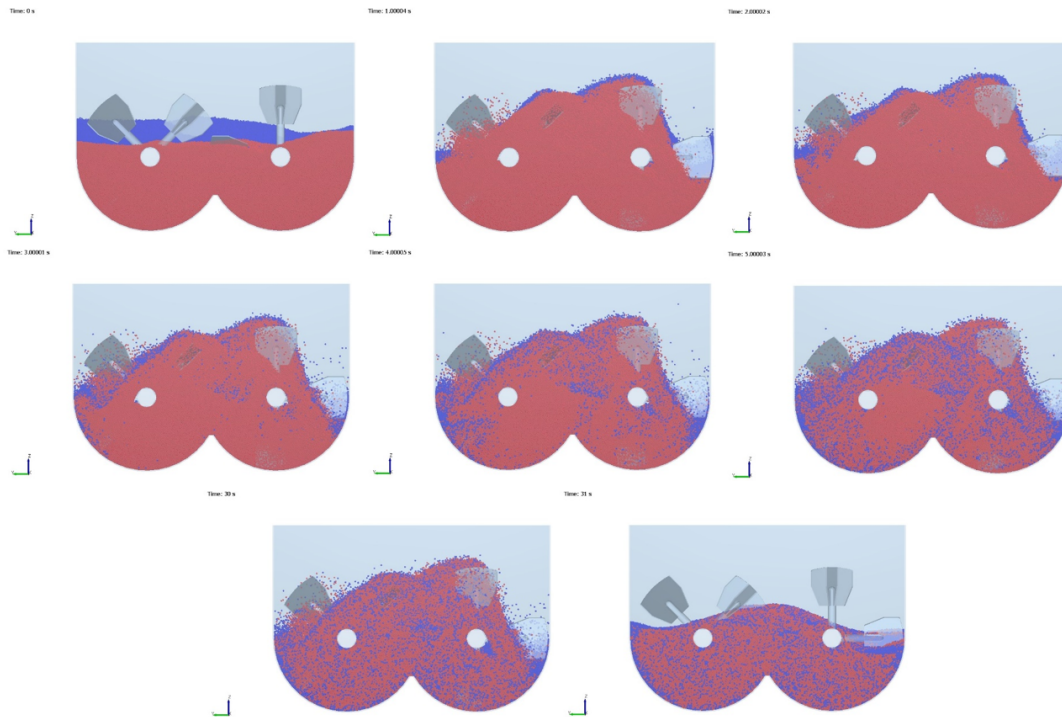 Time: 0 s
Time: 1.00004 s
Time: 2.00002 s
Time: 3.00001 s
Time: 4.00005 s
Time: 5.00003 s
Time: 30 s
Time: 31 s